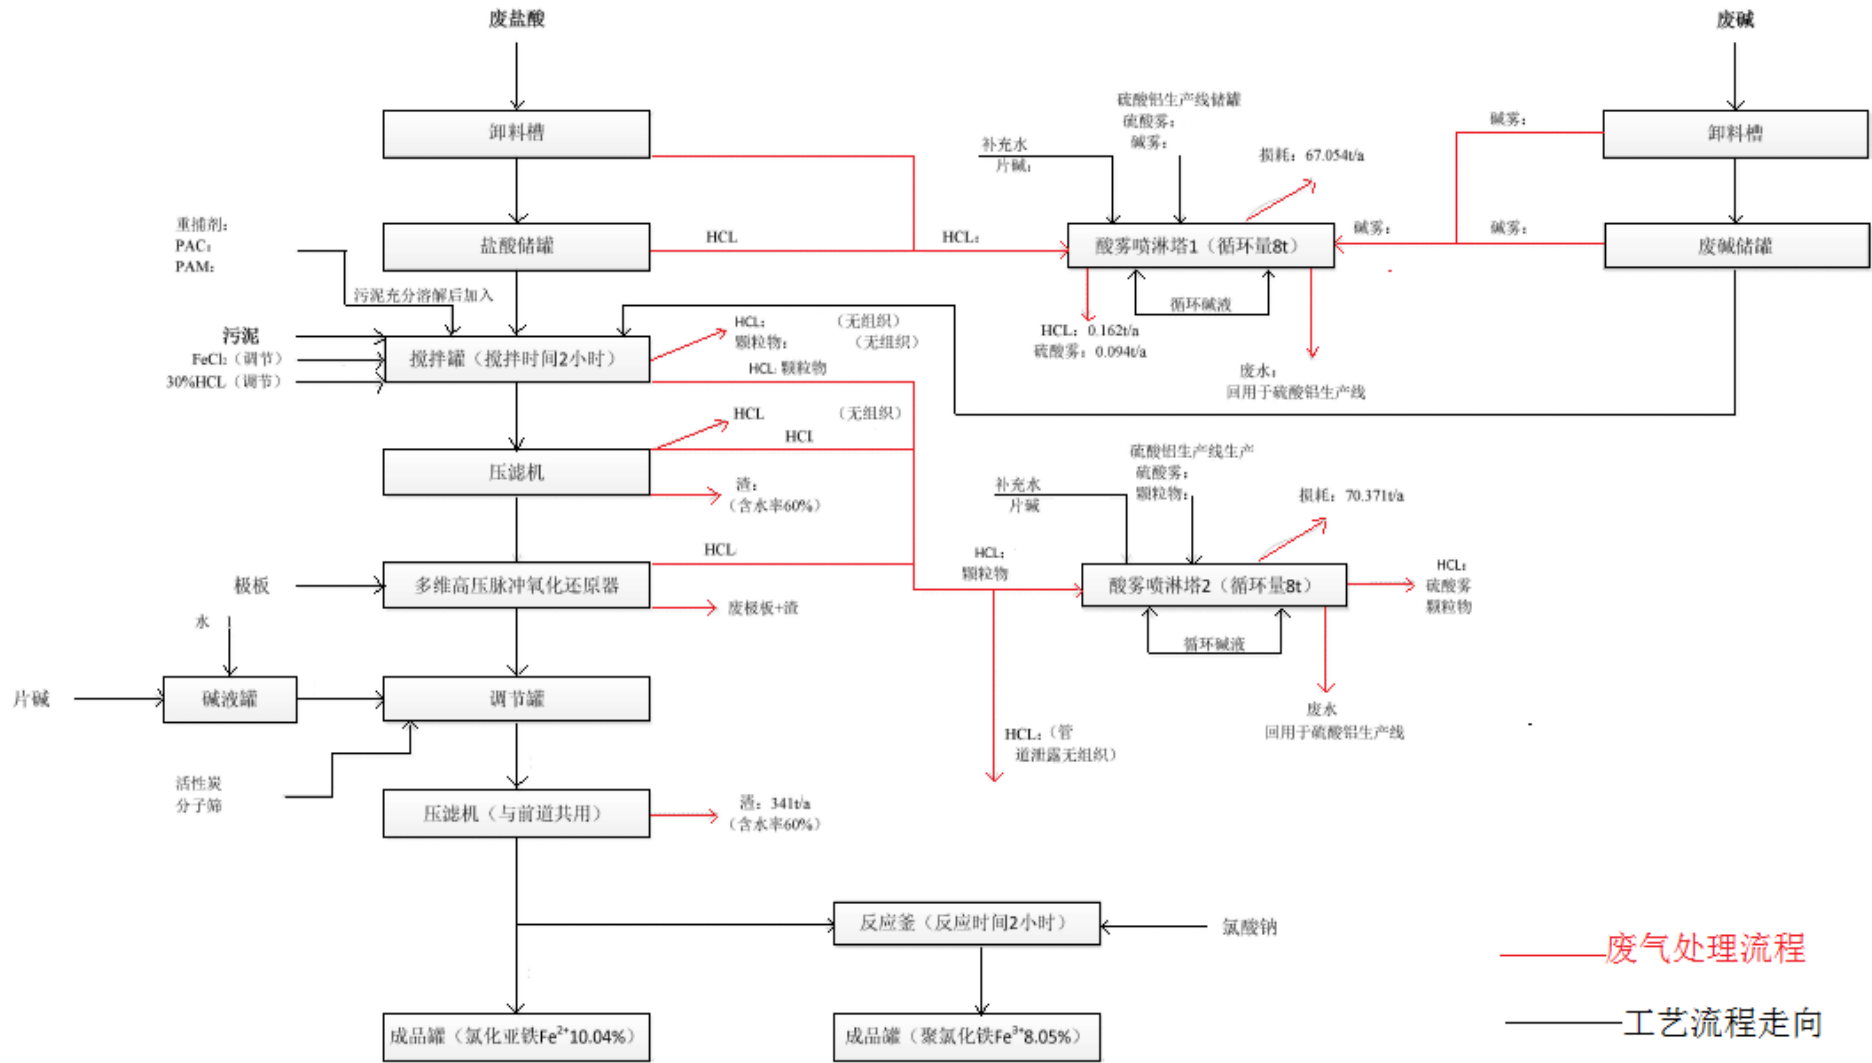 废盐酸
废碱
卸料槽
硫酸铝生产线储罐
硫酸雾:
碱雾:
补充水
片碱:
损耗: 67.054t/a
碱雾:
卸料槽
重捕剂:
PAC:
PAM:
盐酸储罐
HCL
HCL:
酸雾喷淋塔1（循环量8t）
碱雾:
碱雾:
废碱储罐
污泥充分溶解后加入
循环碱液
HCL: 0.162t/a
硫酸雾: 0.094t/a
废水:
回用于硫酸铝生产线
污泥
FeCl₂（调节）
30%HCL（调节）
搅拌罐（搅拌时间2小时）
HCL: （无组织）
颗粒物: （无组织）
HCL: 颗粒物
HCL （无组织）
HCL
压滤机
渣:
（含水率60%）
硫酸铝生产线生产
硫酸雾:
颗粒物:
补充水
片碱
损耗: 70.371t/a
HCL
HCL:
颗粒物
极板
多维高压脉冲氧化还原器
废极板+渣
酸雾喷淋塔2（循环量8t）
HCL:
硫酸雾
颗粒物
循环碱液
水
片碱
碱液罐
调节罐
废水
回用于硫酸铝生产线
HCL:（管
道泄露无组织）
活性炭
分子筛
压滤机（与前道共用）
渣: 341t/a
（含水率60%）
反应釜（反应时间2小时）
氯酸钠
废气处理流程
工艺流程走向
成品罐（氯化亚铁Fe²⁺10.04%）
成品罐（聚氯化铁Fe³⁺8.05%）